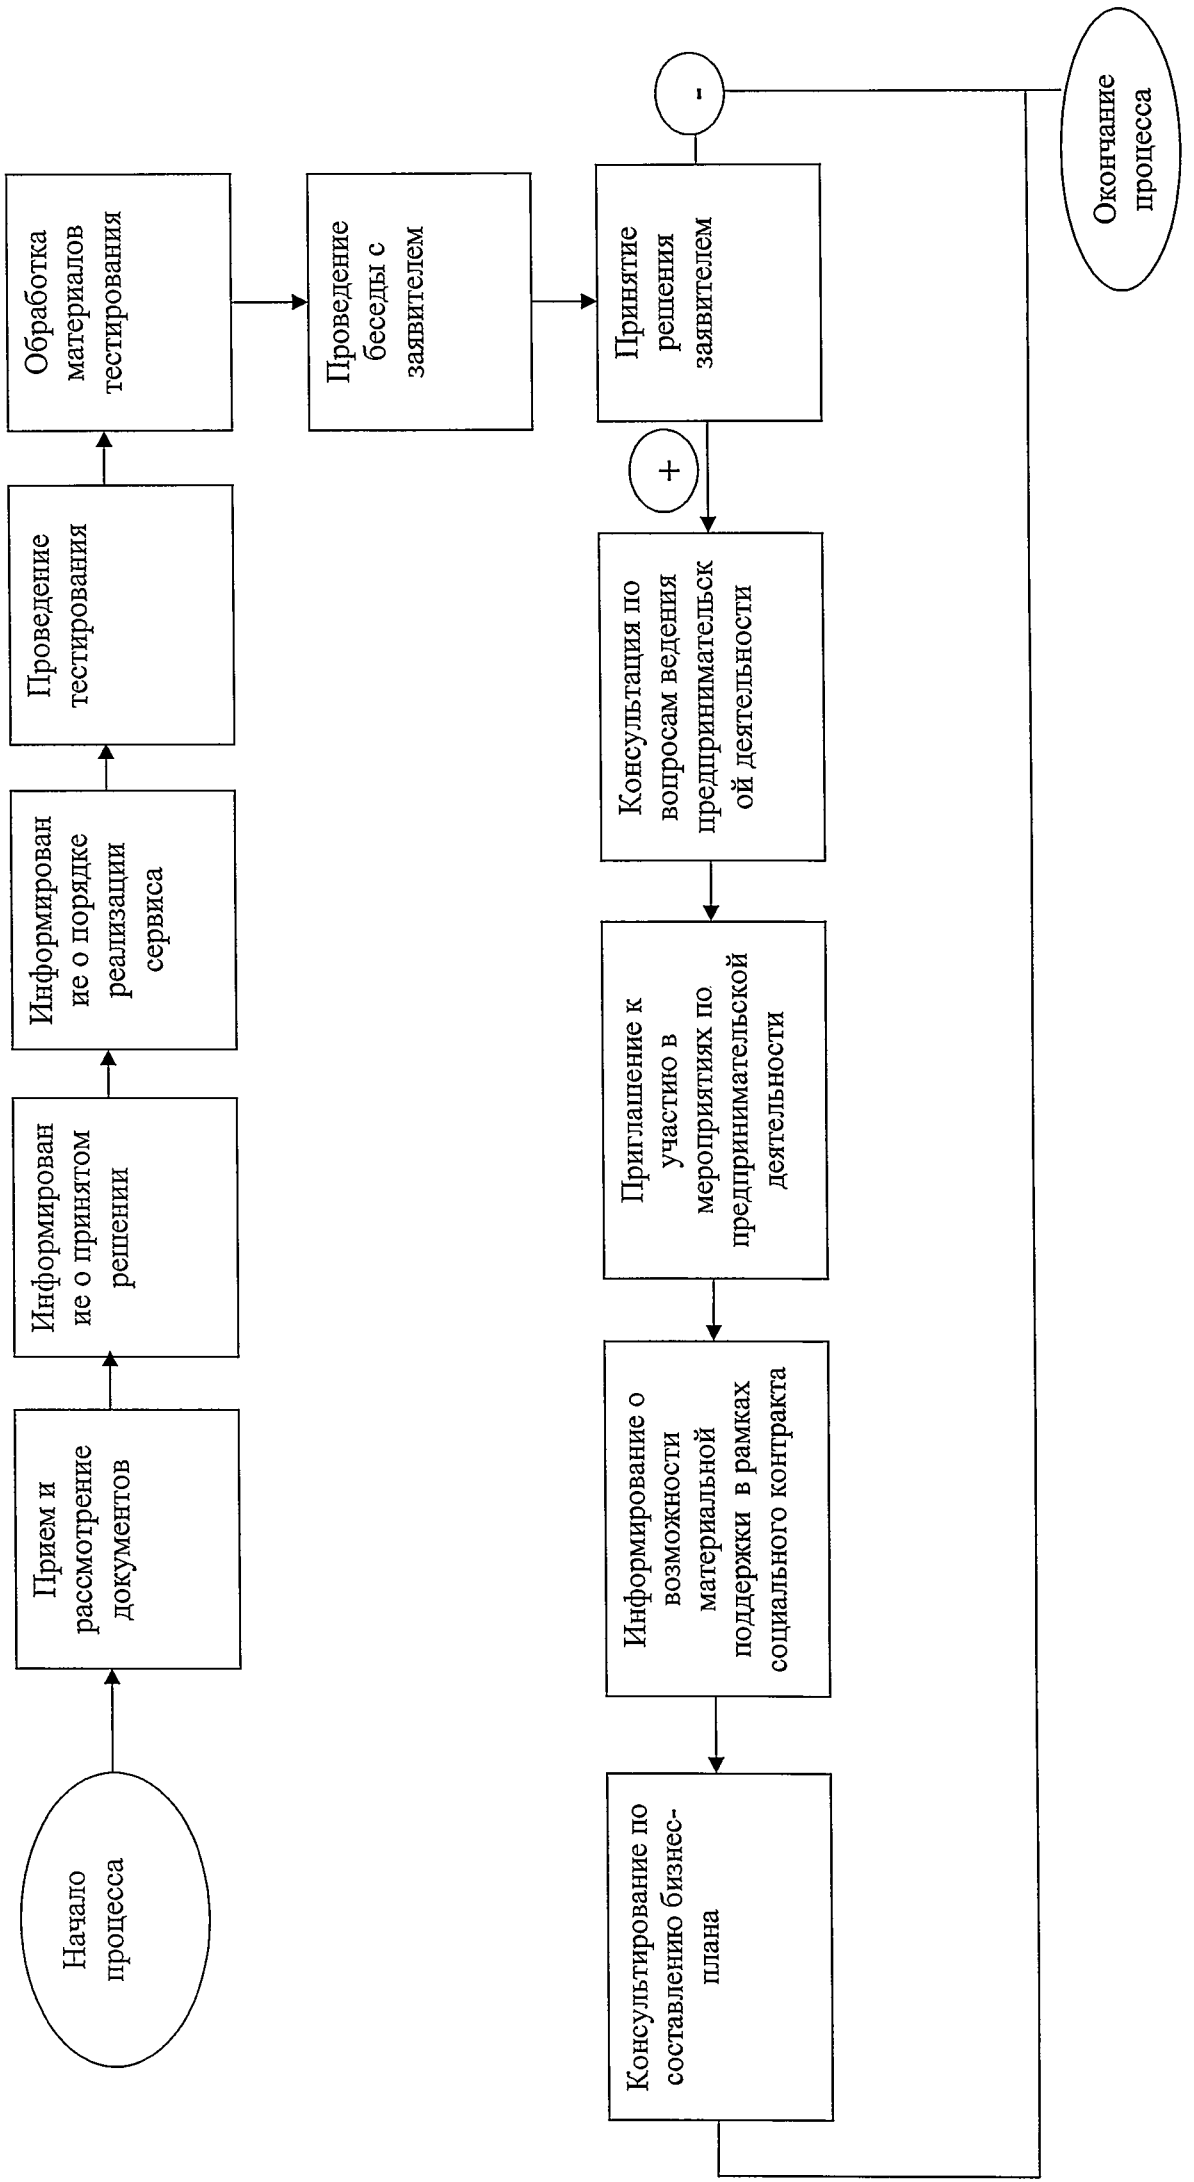 Начало
процесса
Прием и
рассмотрение
документов
Информирован
ие о принятом
решении
Информирован
ие о порядке
реализации
сервиса
Проведение
тестирования
Обработка
материалов
тестирования
Проведение
беседы с
заявителем
Принятие
решения
заявителем
-
+
Консультация по
вопросам ведения
предпринимательск
ой деятельности
Приглашение к
участию в
мероприятиях по
предпринимательской
деятельности
Информирование о
возможности
материальной
поддержки в рамках
социального контракта
Консультирование по
составлению бизнес-
плана
Окончание
процесса